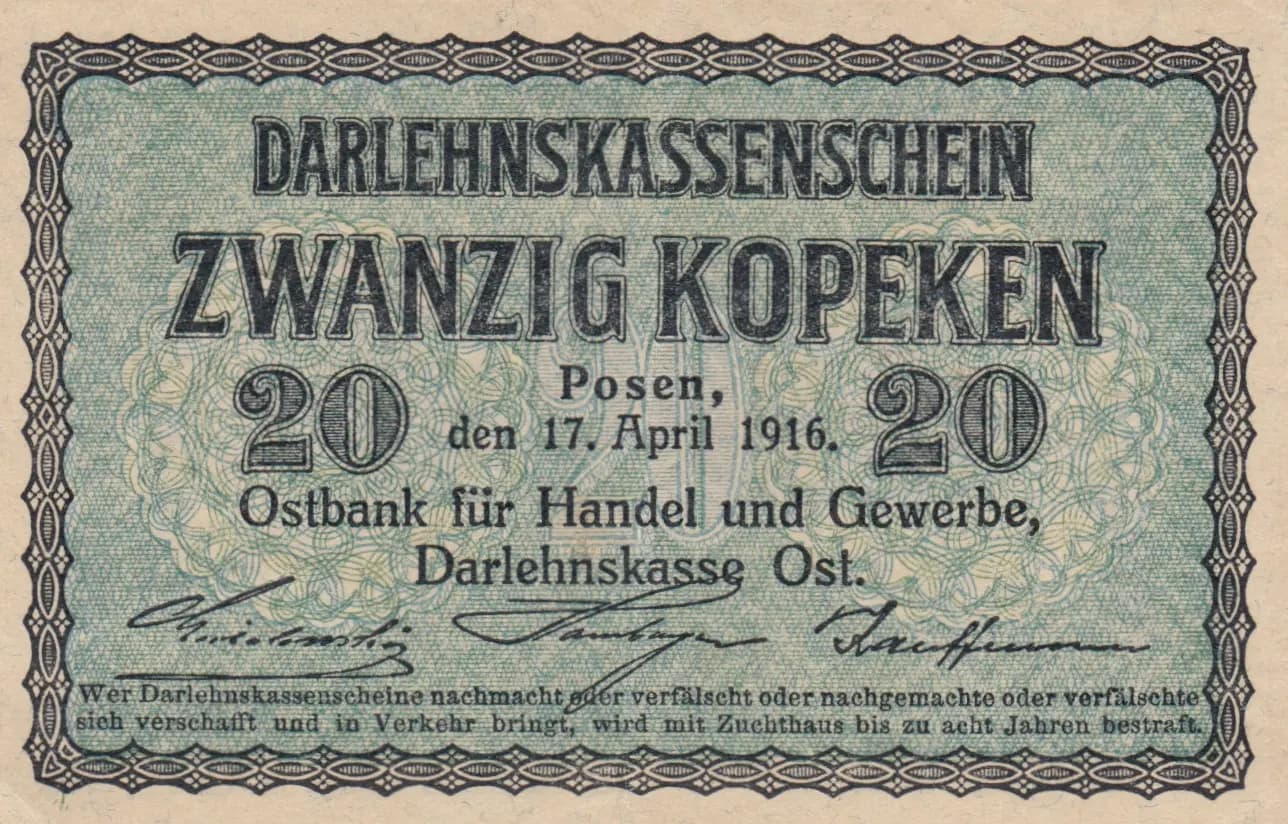 DARLEHNSKASSENSCHEIN
ZWANZIG KOPEKEN
20 Posen, 20
den 17. April 1916.
Ostbank für Handel und Gewerbe,
Darlehnskasse Ost.
Kauffmann
Wer Darlehnskassenscheine nachmacht oder verfälscht oder nachgemachte oder verfälschte
sich verschafft und in Verkehr bringt, wird mit Zuchthaus bis zu acht Jahren bestraft.